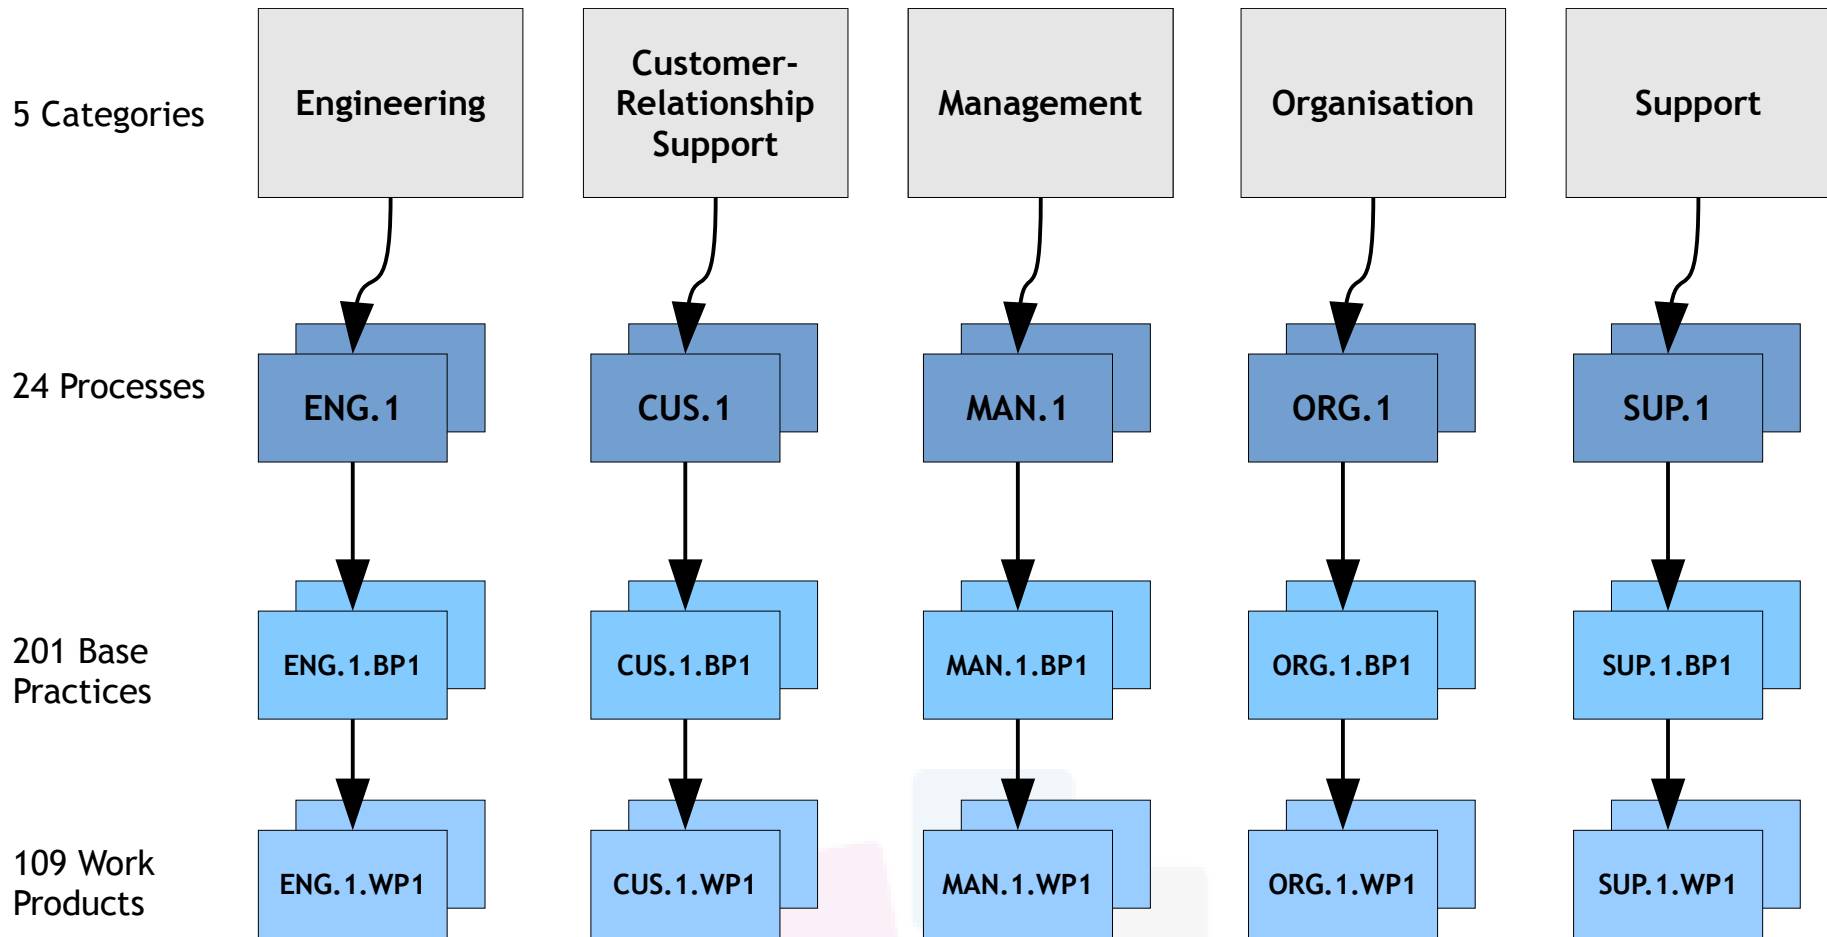 5 Categories
Engineering
Customer-
Relationship
Support
Management
Organisation
Support
24 Processes
ENG.1
CUS.1
MAN.1
ORG.1
SUP.1
201 Base
Practices
ENG.1.BP1
CUS.1.BP1
MAN.1.BP1
ORG.1.BP1
SUP.1.BP1
109 Work
Products
ENG.1.WP1
CUS.1.WP1
MAN.1.WP1
ORG.1.WP1
SUP.1.WP1